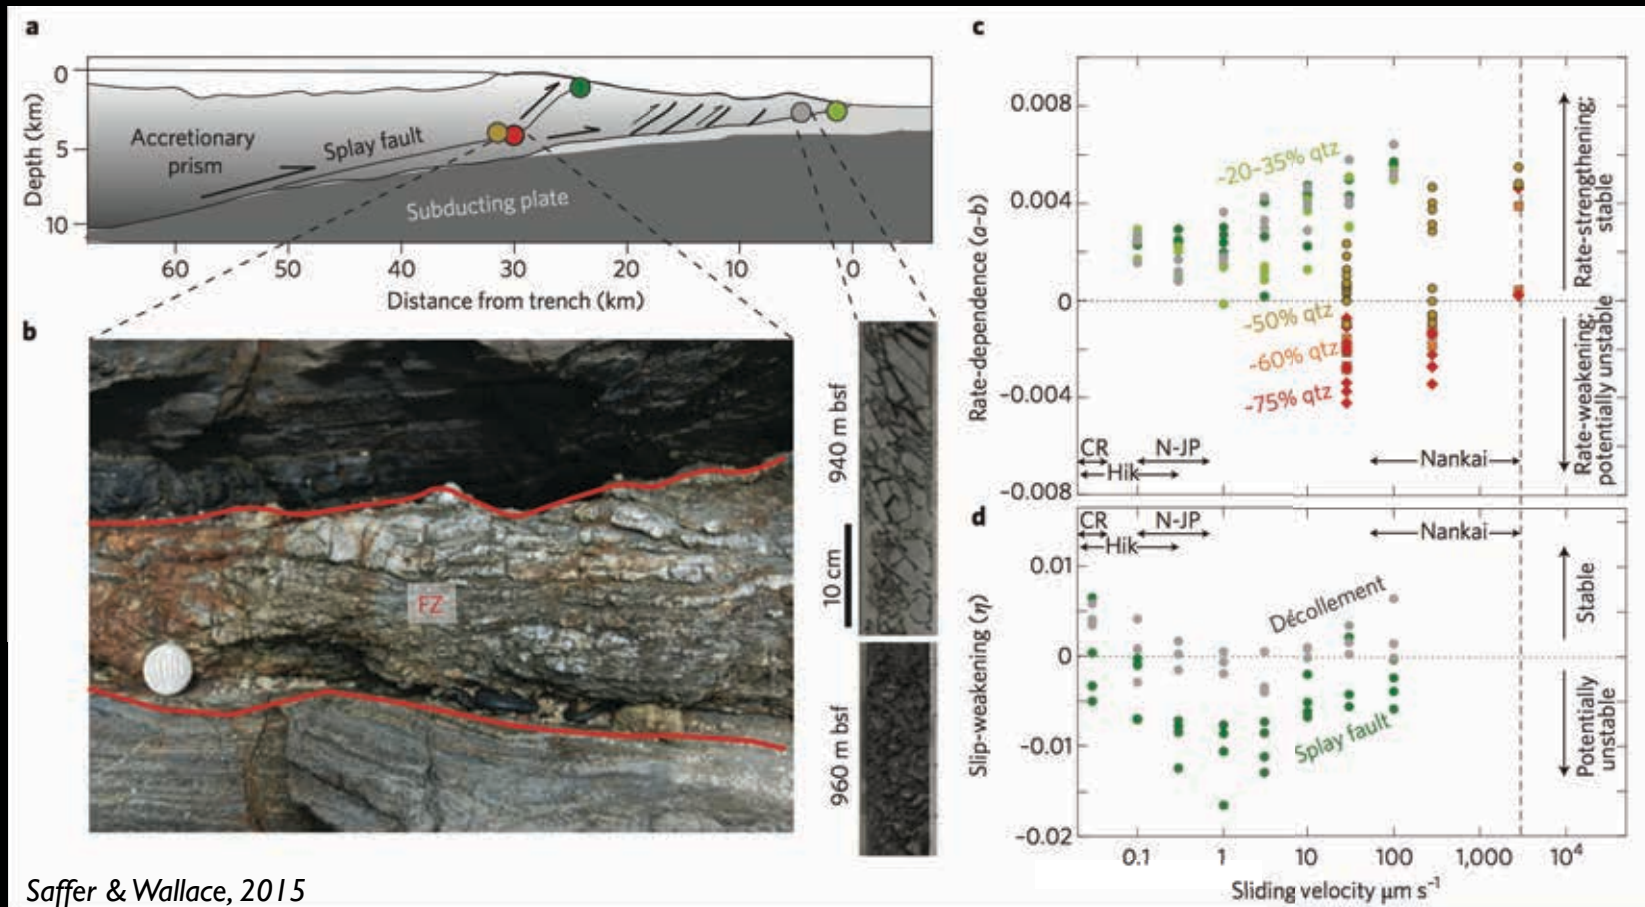 a
0
5
10
Depth (km)
Accretionary
prism
Splay fault
Subducting plate
60
50
40
30
20
10
0
Distance from trench (km)
b
FZ
940 m bsf
10 cm
960 m bsf
c
0.008
0.004
0
−0.004
−0.008
Rate-dependence (a–b)
~20–35% qtz
~50% qtz
~60% qtz
~75% qtz
CR
N-JP
Hik
Nankai
Rate-strengthening;
stable
Rate-weakening;
potentially unstable
d
CR
N-JP
Hik
Nankai
0.01
0
−0.01
−0.02
Slip-weakening (η)
Décollement
Splay fault
Stable
Potentially
unstable
0.1
1
10
100
1,000
10⁴
Sliding velocity μm s⁻¹
Saffer & Wallace, 2015